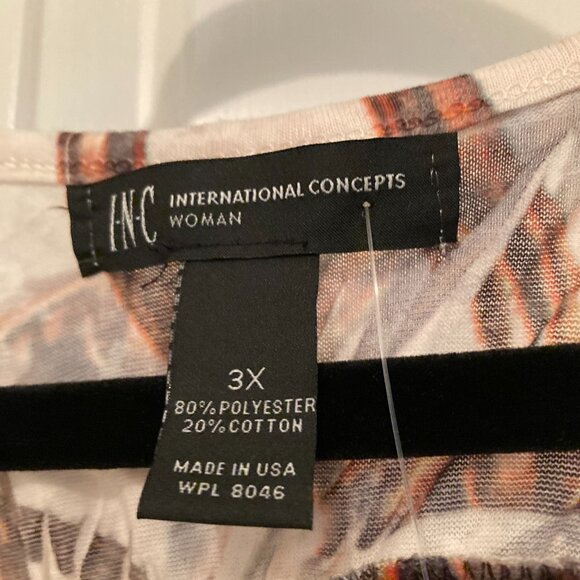 I·N·C INTERNATIONAL CONCEPTS
WOMAN
3X
80% POLYESTER
20% COTTON
MADE IN USA
WPL 8046